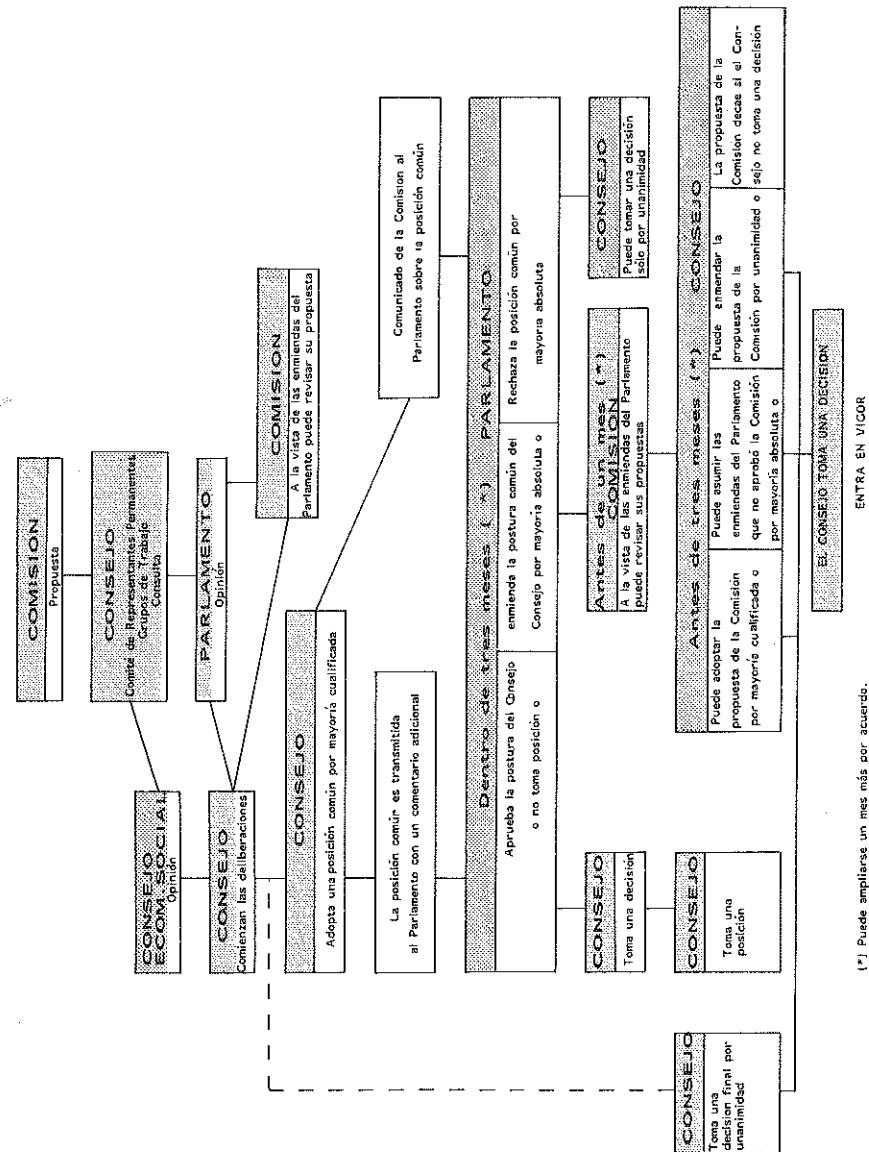 COMISION
Propuesta
CONSEJO
Comité de Representantes Permanentes
Grupos de Trabajo
Consulta
CONSEJO
ECOM.SOCIAL
Opinión
PARLAMENTO
Opinión
CONSEJO
Comienzan las deliberaciones
COMISION
A la vista de las enmiendas del
Parlamento puede revisar su propuesta
CONSEJO
Adopta una posición común por mayoría cualificada
La posición común es transmitida
al Parlamento con un comentario adicional
Comunicado de la Comision al
Parlamento sobre la posición común
Dentro de tres meses (*) PARLAMENTO
Aprueba la postura del Consejo
o no toma posición o
enmienda la postura común del
Consejo por mayoría absoluta o
Rechaza la posición común por
mayoria absoluta
CONSEJO
Toma una decisión
Antes de un mes (*)
COMISION
A la vista de las enmiendas del Parlamento
puede revisar sus propuestas
CONSEJO
Puede tomar una decisión
sólo por unanimidad
CONSEJO
Toma una
decision final por
unanimidad
CONSEJO
Toma una
posición
Antes de tres meses (*) CONSEJO
Puede adoptar la
propuesta de la Comisión
por mayoría cualificada o
Puede asumir las
enmiendas del Parlamento
que no aprobó la Comisión
por mayoría absoluta o
Puede enmendar la
propuesta de la
Comisión por unanimidad o
La propuesta de la
Comision decae si el Con-
sejo no toma una decisión
EL CONSEJO TOMA UNA DECISION
ENTRA EN VIGOR
(*) Puede ampliarse un mes más por acuerdo.